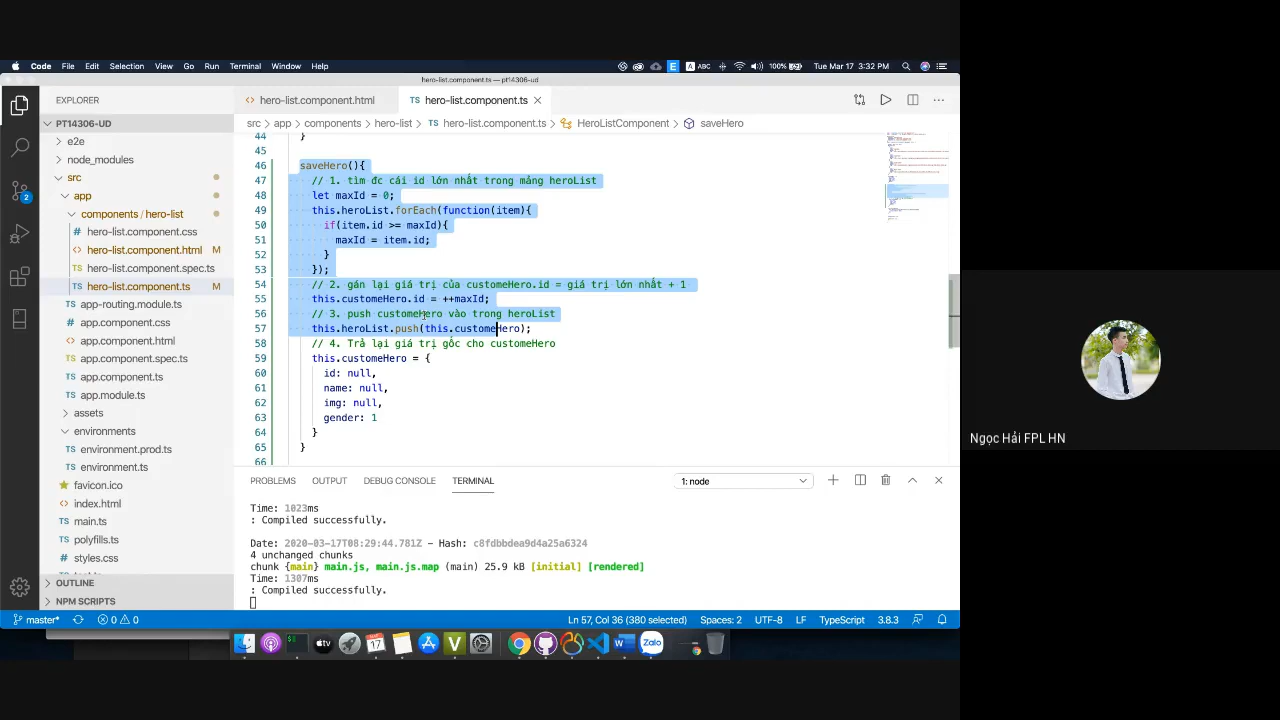 Code File Edit Selection View Go Run Terminal Window Help
ABC 100% Tue Mar 17 3:32 PM
hero-list.component.ts — pt14306-ud
EXPLORER
hero-list.component.html
hero-list.component.ts
PT14306-UD
src > app > components > hero-list > TS hero-list.component.ts > HeroListComponent > saveHero
e2e
node_modules
src
app
components / hero-list
hero-list.component.css
hero-list.component.html M
hero-list.component.spec.ts
hero-list.component.ts M
app-routing.module.ts
app.component.css
app.component.html
app.component.spec.ts
app.component.ts
app.module.ts
assets
environments
environment.prod.ts
environment.ts
favicon.ico
index.html
main.ts
polyfills.ts
styles.css
OUTLINE
NPM SCRIPTS
44 }
45
46 saveHero(){
47 // 1. tìm đc cái id lớn nhất trong mảng heroList
48 let maxId = 0;
49 this.heroList.forEach(function(item){
50 if(item.id >= maxId){
51 maxId = item.id;
52 }
53 });
54 // 2. gán lại giá trị của customeHero.id = giá trị lớn nhất + 1
55 this.customeHero.id = ++maxId;
56 // 3. push customeHero vào trong heroList
57 this.heroList.push(this.customeHero);
58 // 4. Trả lại giá trị gốc cho customeHero
59 this.customeHero = {
60 id: null,
61 name: null,
62 img: null,
63 gender: 1
64 }
65 }
66
PROBLEMS OUTPUT DEBUG CONSOLE TERMINAL 1: node
Time: 1023ms
: Compiled successfully.
Date: 2020-03-17T08:29:44.781Z - Hash: c8fdbbdea9d4a25a6324
4 unchanged chunks
chunk {main} main.js, main.js.map (main) 25.9 kB [initial] [rendered]
Time: 1307ms
: Compiled successfully.
master* 0 0 Ln 57, Col 36 (380 selected) Spaces: 2 UTF-8 LF TypeScript 3.8.3
Zalo
Ngọc Hải FPL HN